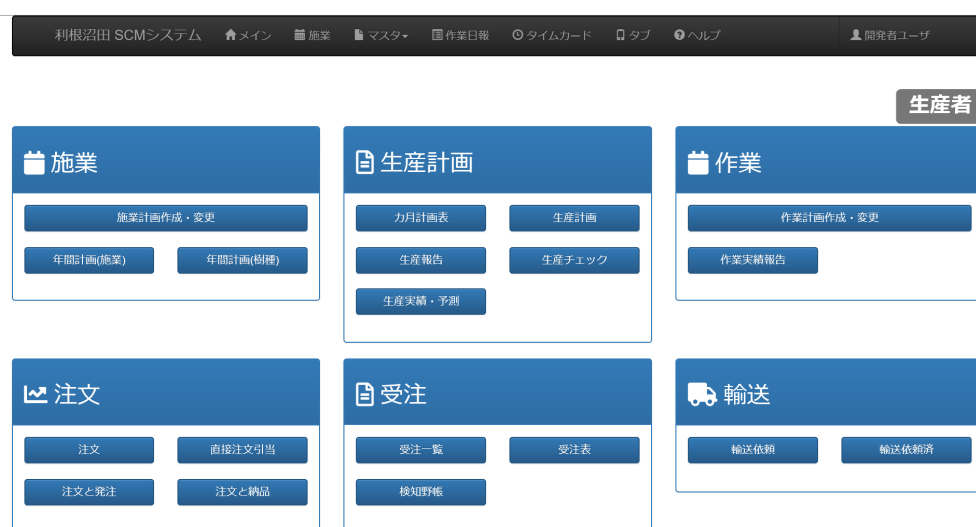 利根沼田 SCMシステム メイン 施業 マスタ 作業日報 タイムカード タブ ヘルプ 開発者ユーザ
生産者
施業
施業計画作成・変更
年間計画(施業) 年間計画(樹種)
生産計画
カ月計画表 生産計画
生産報告 生産チェック
生産実績・予測
作業
作業計画作成・変更
作業実績報告
注文
注文 直接注文引当
注文と発注 注文と納品
受注
受注一覧 受注表
検知野帳
輸送
輸送依頼 輸送依頼済